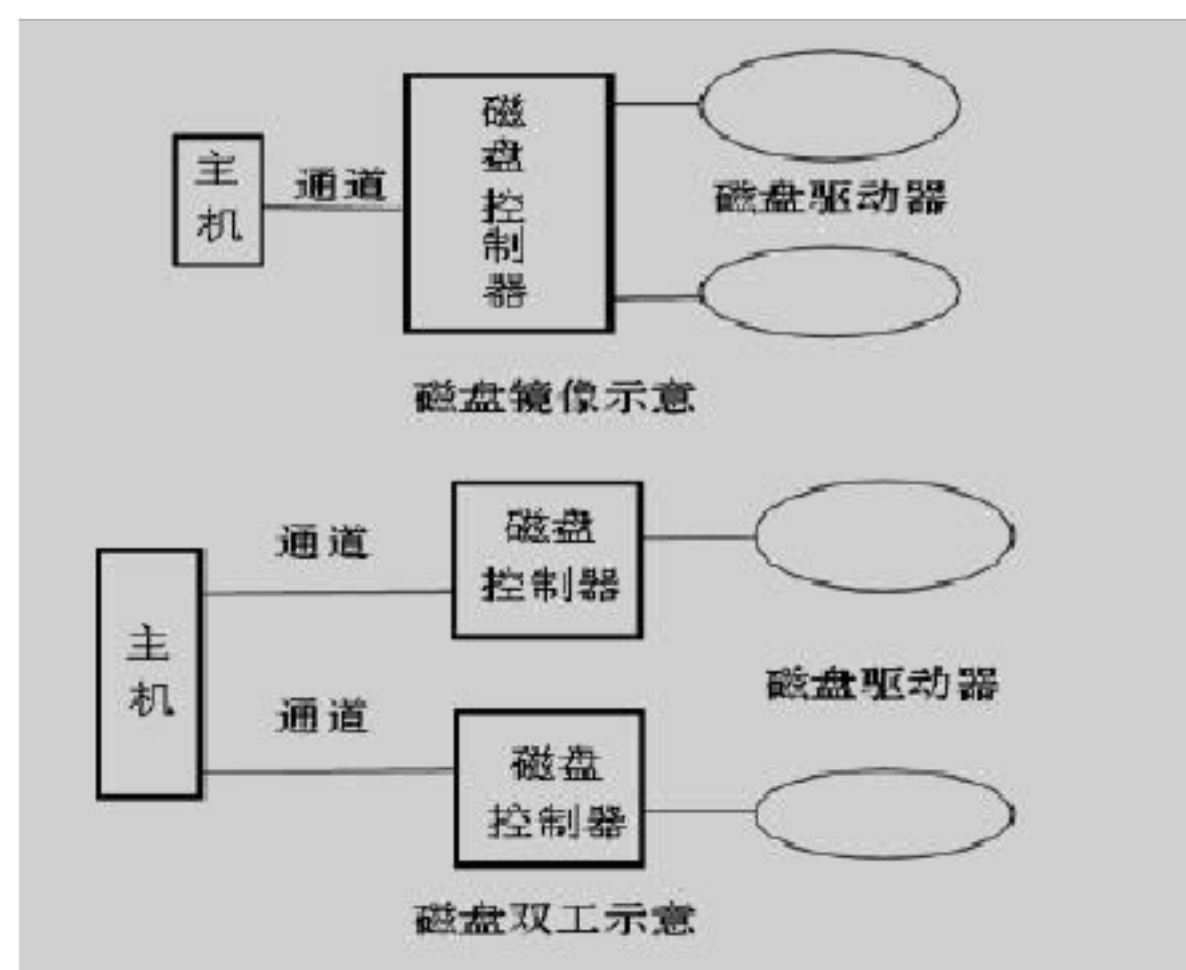 主机
通道
磁盘控制器
磁盘驱动器
磁盘镜像示意
主机
通道
通道
磁盘
控制器
磁盘驱动器
磁盘
控制器
磁盘双工示意